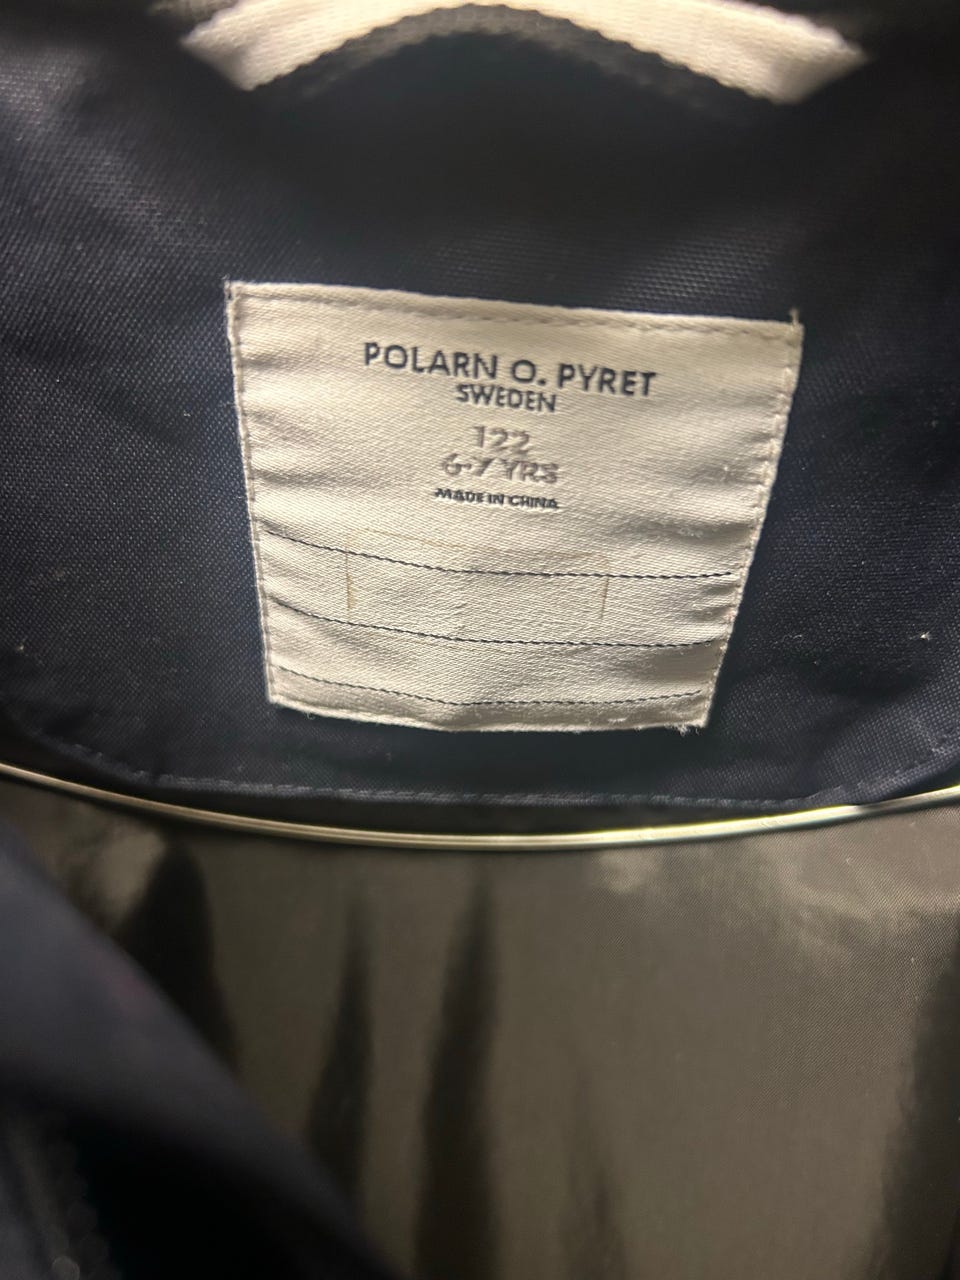 POLARN O. PYRET
SWEDEN
122
6-7 YRS
MADE IN CHINA